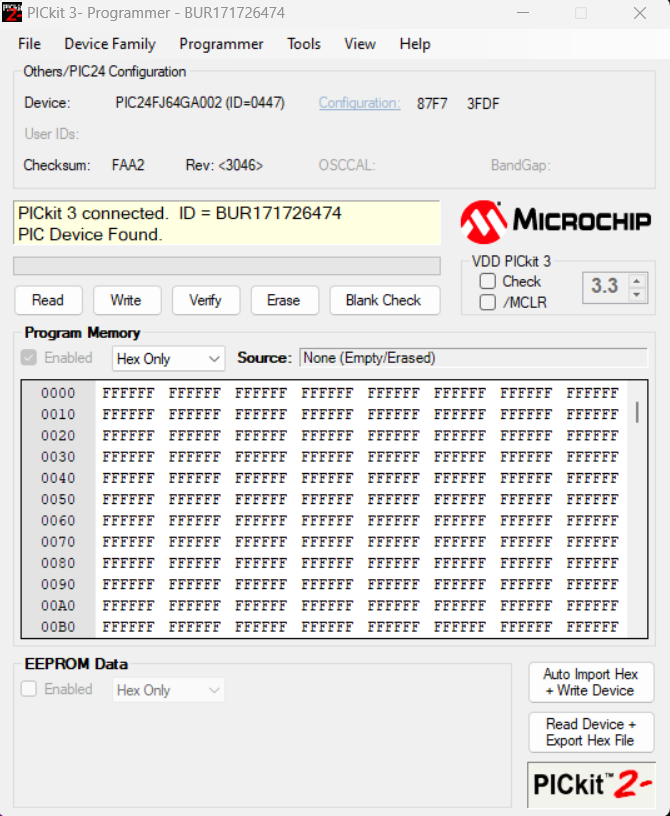 PICkit 3- Programmer - BUR171726474
File Device Family Programmer Tools View Help
Others/PIC24 Configuration
Device: PIC24FJ64GA002 (ID=0447) Configuration: 87F7 3FDF
User IDs:
Checksum: FAA2 Rev: <3046> OSCCAL: BandGap:
PICkit 3 connected. ID = BUR171726474
PIC Device Found.
MICROCHIP
VDD PICkit 3
Check
/MCLR
3.3
Read Write Verify Erase Blank Check
Program Memory
Enabled Hex Only Source: None (Empty/Erased)
0000 FFFFFF FFFFFF FFFFFF FFFFFF FFFFFF FFFFFF FFFFFF FFFFFF
0010 FFFFFF FFFFFF FFFFFF FFFFFF FFFFFF FFFFFF FFFFFF FFFFFF
0020 FFFFFF FFFFFF FFFFFF FFFFFF FFFFFF FFFFFF FFFFFF FFFFFF
0030 FFFFFF FFFFFF FFFFFF FFFFFF FFFFFF FFFFFF FFFFFF FFFFFF
0040 FFFFFF FFFFFF FFFFFF FFFFFF FFFFFF FFFFFF FFFFFF FFFFFF
0050 FFFFFF FFFFFF FFFFFF FFFFFF FFFFFF FFFFFF FFFFFF FFFFFF
0060 FFFFFF FFFFFF FFFFFF FFFFFF FFFFFF FFFFFF FFFFFF FFFFFF
0070 FFFFFF FFFFFF FFFFFF FFFFFF FFFFFF FFFFFF FFFFFF FFFFFF
0080 FFFFFF FFFFFF FFFFFF FFFFFF FFFFFF FFFFFF FFFFFF FFFFFF
0090 FFFFFF FFFFFF FFFFFF FFFFFF FFFFFF FFFFFF FFFFFF FFFFFF
00A0 FFFFFF FFFFFF FFFFFF FFFFFF FFFFFF FFFFFF FFFFFF FFFFFF
00B0 FFFFFF FFFFFF FFFFFF FFFFFF FFFFFF FFFFFF FFFFFF FFFFFF
EEPROM Data
Enabled Hex Only
Auto Import Hex
+ Write Device
Read Device +
Export Hex File
PICkit™ 2-